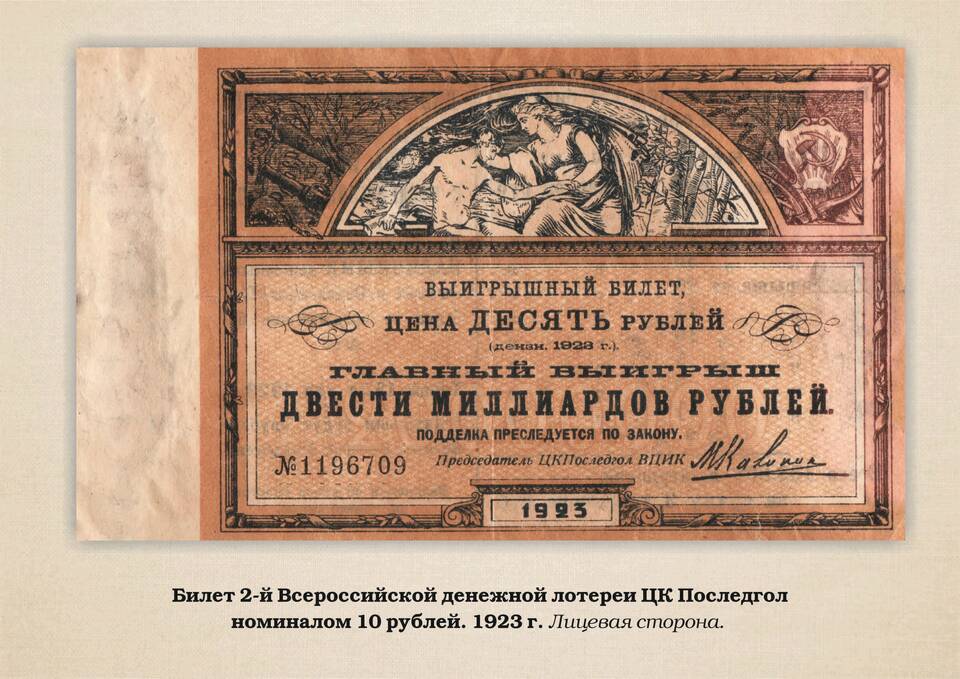 ВЫИГРЫШНЫЙ БИЛЕТ,
ЦЕНА ДЕСЯТЬ РУБЛЕЙ
(дензн. 1923 г.).
ГЛАВНЫЙ ВЫИГРЫШ
ДВЕСТИ МИЛЛИАРДОВ РУБЛЕЙ.
ПОДДЕЛКА ПРЕСЛЕДУЕТСЯ ПО ЗАКОНУ.
№1196709 Председатель ЦКПоследгол ВЦИК МКалинин
1923
Билет 2-й Всероссийской денежной лотереи ЦК Последгол
номиналом 10 рублей. 1923 г. Лицевая сторона.